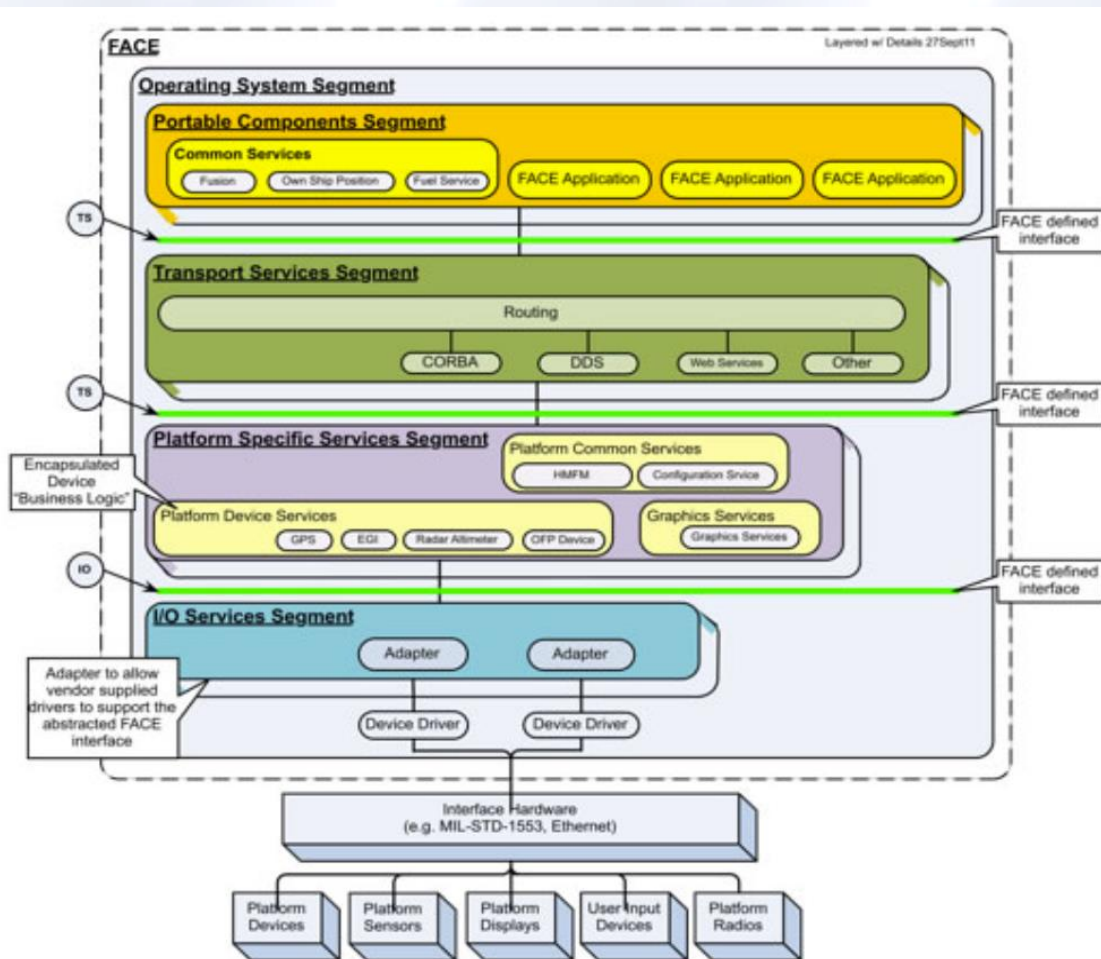 FACE
Layered w/ Details 27Sept11
Operating System Segment
Portable Components Segment
Common Services
Fusion
Own Ship Position
Fuel Service
FACE Application
FACE Application
FACE Application
TS
FACE defined
interface
Transport Services Segment
Routing
CORBA
DDS
Web Services
Other
TS
FACE defined
interface
Platform Specific Services Segment
Platform Common Services
HMFM
Configuration Srvice
Encapsulated
Device
"Business Logic"
Platform Device Services
GPS
EGI
Radar Altimeter
OFP Device
Graphics Services
Graphics Services
IO
FACE defined
interface
I/O Services Segment
Adapter
Adapter
Adapter to allow
vendor supplied
drivers to support the
abstracted FACE
interface
Device Driver
Device Driver
Interface Hardware
(e.g. MIL-STD-1553, Ethernet)
Platform
Devices
Platform
Sensors
Platform
Displays
User Input
Devices
Platform
Radios